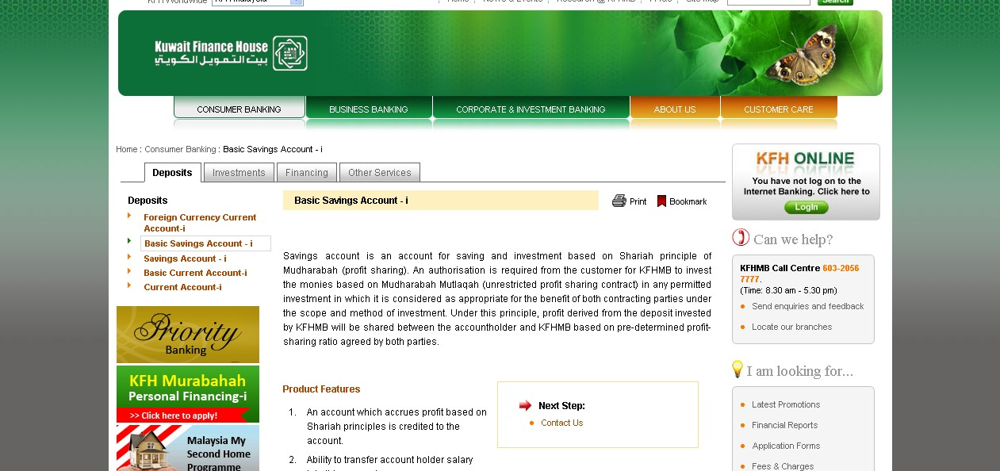 KFH Worldwide KFH Malaysia Home News & Events Research @ KFHMB FAQs Site map Search
Kuwait Finance House
بيت التمويل الكويتي
CONSUMER BANKING BUSINESS BANKING CORPORATE & INVESTMENT BANKING ABOUT US CUSTOMER CARE
Home : Consumer Banking : Basic Savings Account - i
Deposits Investments Financing Other Services
Deposits
Foreign Currency Current
Account-i
Basic Savings Account - i
Savings Account - i
Basic Current Account-i
Current Account-i
Priority
Banking
KFH Murabahah
Personal Financing-i
>> Click here to apply!
Malaysia My
Second Home
Programme
Basic Savings Account - i
Print Bookmark
Savings account is an account for saving and investment based on Shariah principle of
Mudharabah (profit sharing). An authorisation is required from the customer for KFHMB to invest
the monies based on Mudharabah Mutlaqah (unrestricted profit sharing contract) in any permitted
investment in which it is considered as appropriate for the benefit of both contracting parties under
the scope and method of investment. Under this principle, profit derived from the deposit invested
by KFHMB will be shared between the accountholder and KFHMB based on pre-determined profit-
sharing ratio agreed by both parties.
Product Features
1. An account which accrues profit based on
Shariah principles is credited to the
account.
2. Ability to transfer account holder salary
Next Step:
Contact Us
KFH ONLINE
You have not log on to the
Internet Banking. Click here to
Login
Can we help?
KFHMB Call Centre 603-2056
7777.
(Time: 8.30 am - 5.30 pm)
Send enquiries and feedback
Locate our branches
I am looking for...
Latest Promotions
Financial Reports
Application Forms
Fees & Charges